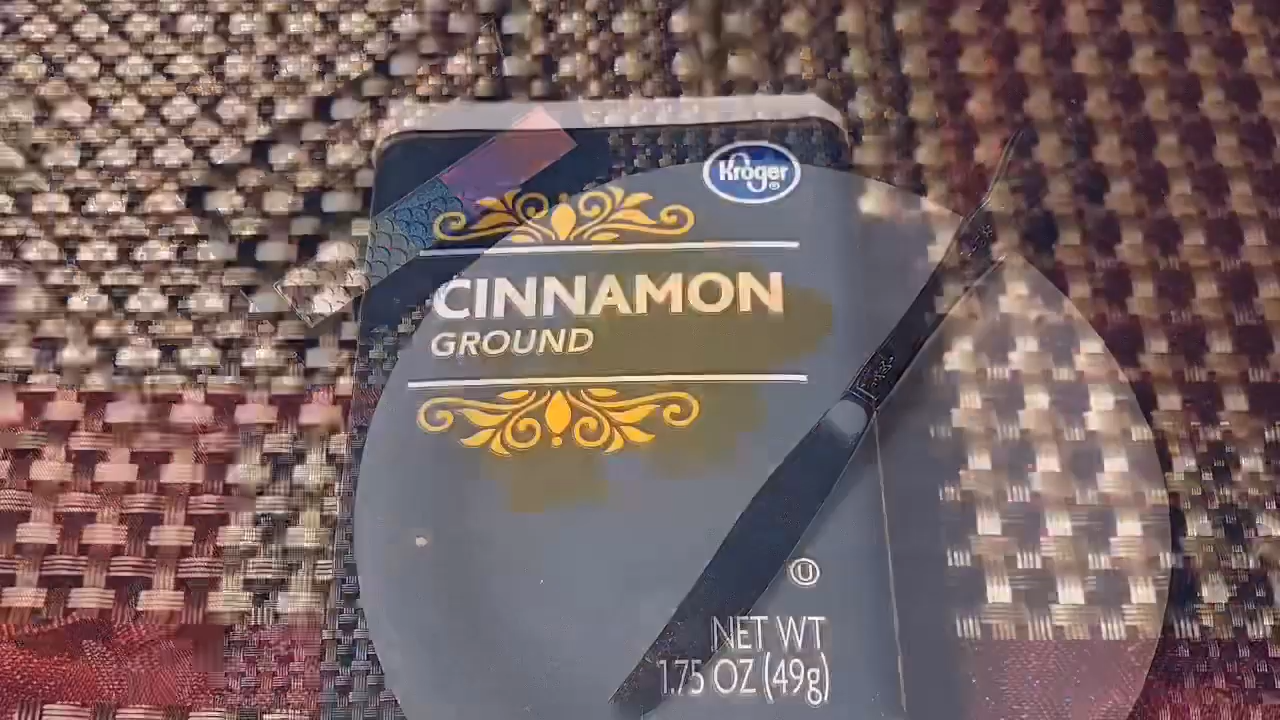 Kroger
CINNAMON
GROUND
U
NET WT
1.75 OZ (49g)